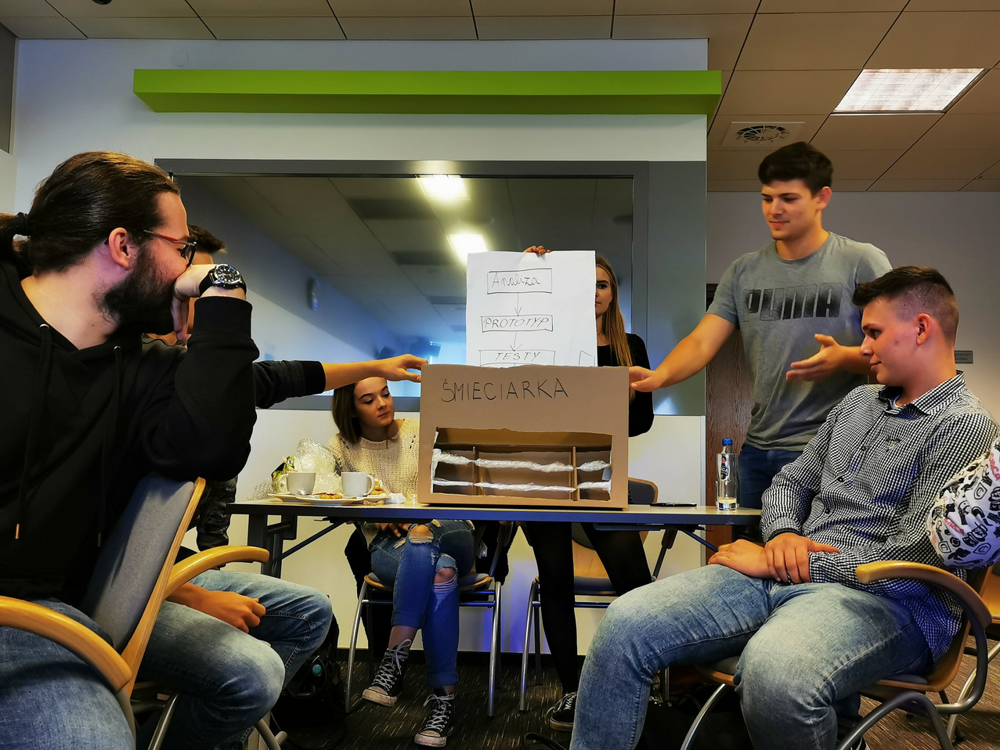 Analiza
PROTOTYP
TESTY
ŚMIECIARKA
PUMA